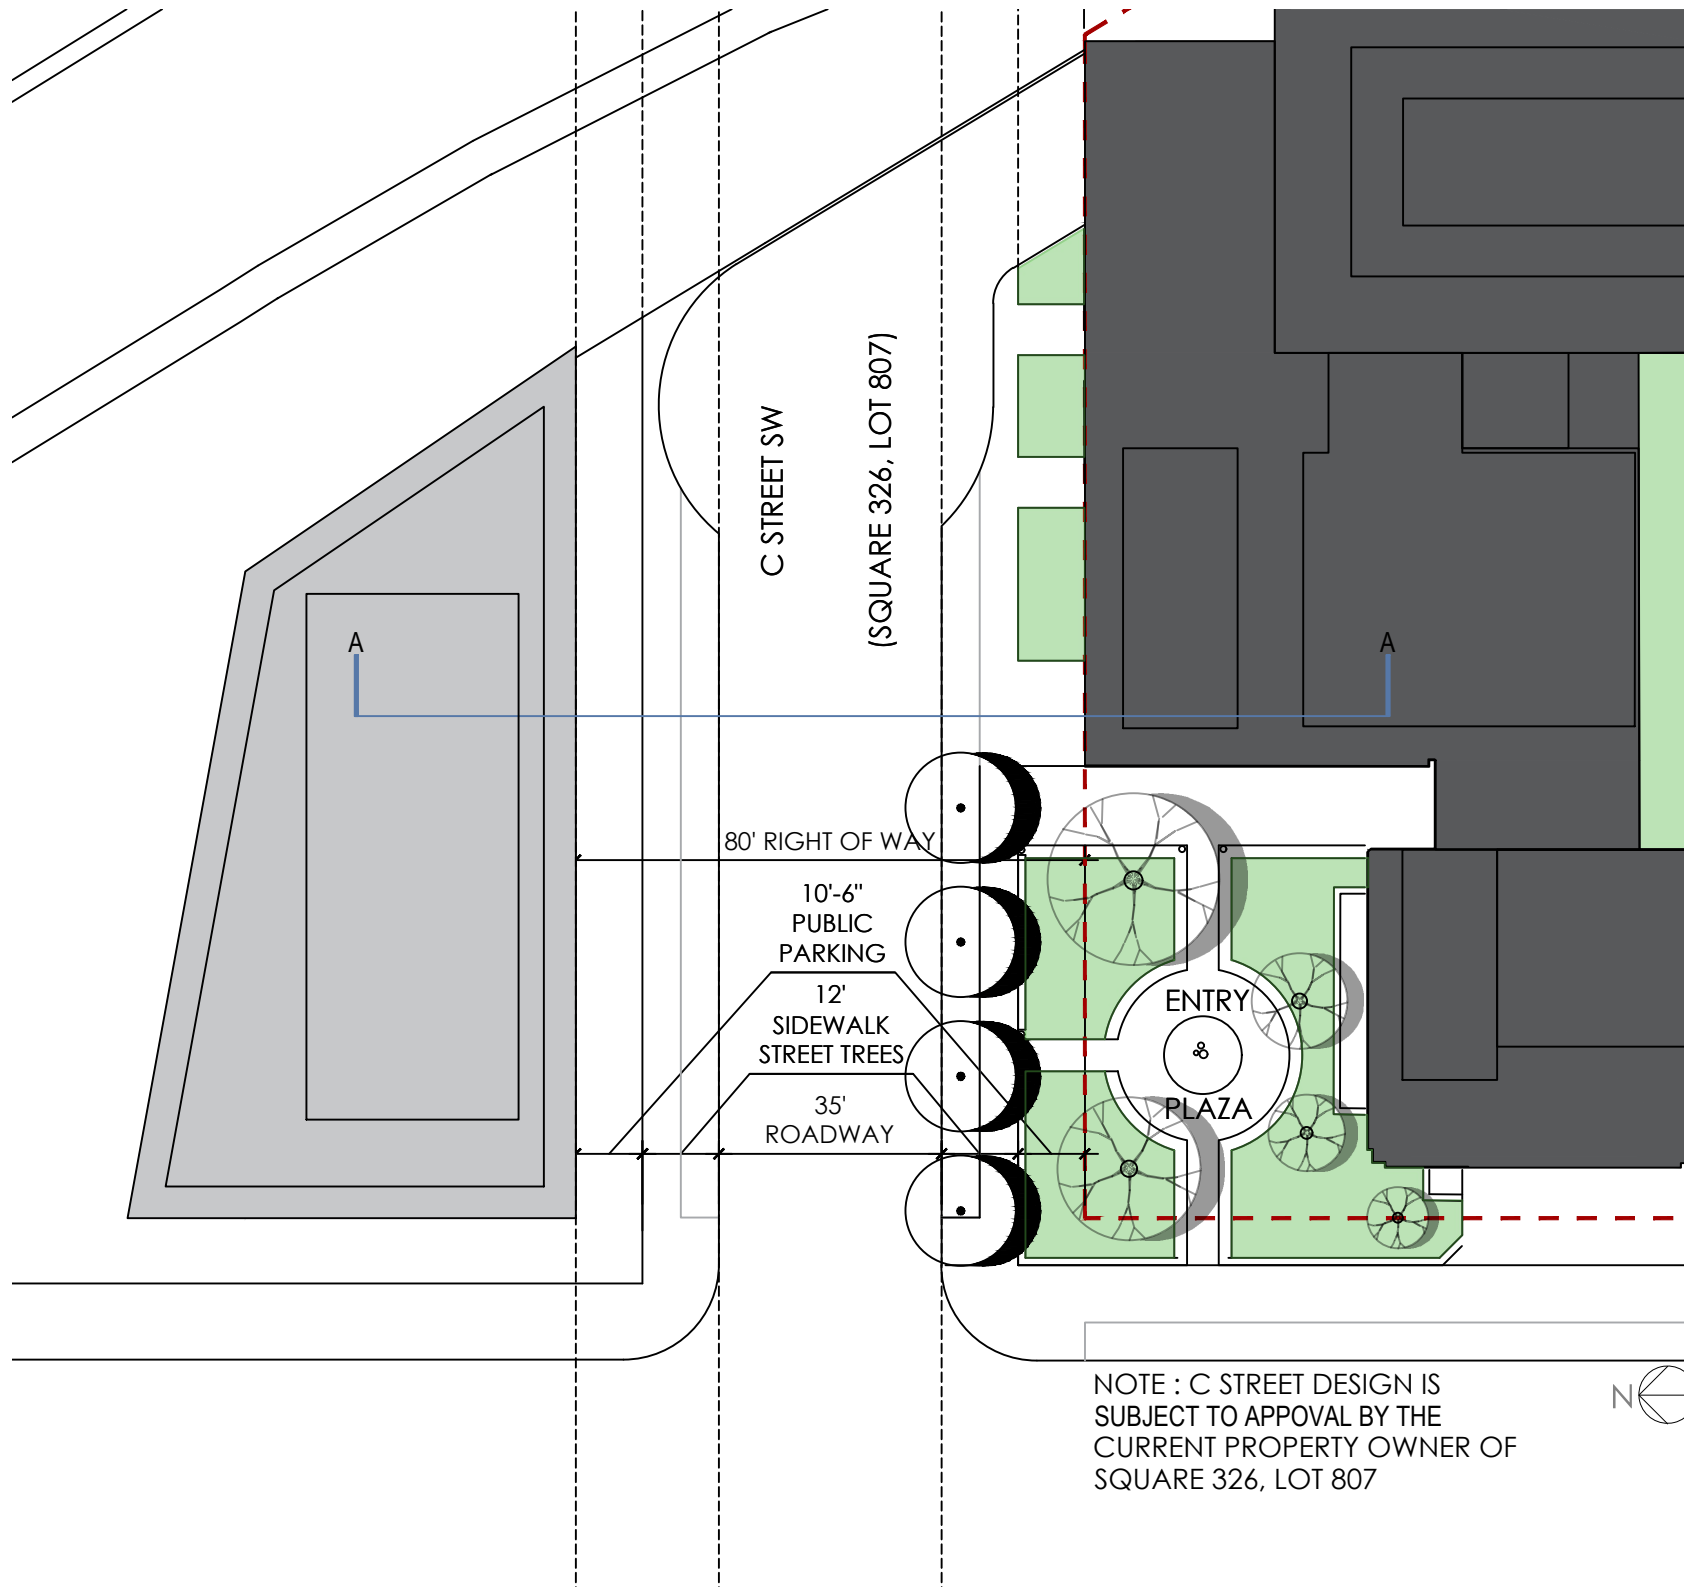 C STREET SW
(SQUARE 326, LOT 807)
A
A
80' RIGHT OF WAY
10'-6"
PUBLIC
PARKING
12'
SIDEWALK
STREET TREES
35'
ROADWAY
ENTRY
PLAZA
NOTE : C STREET DESIGN IS
SUBJECT TO APPOVAL BY THE
CURRENT PROPERTY OWNER OF
SQUARE 326, LOT 807
N